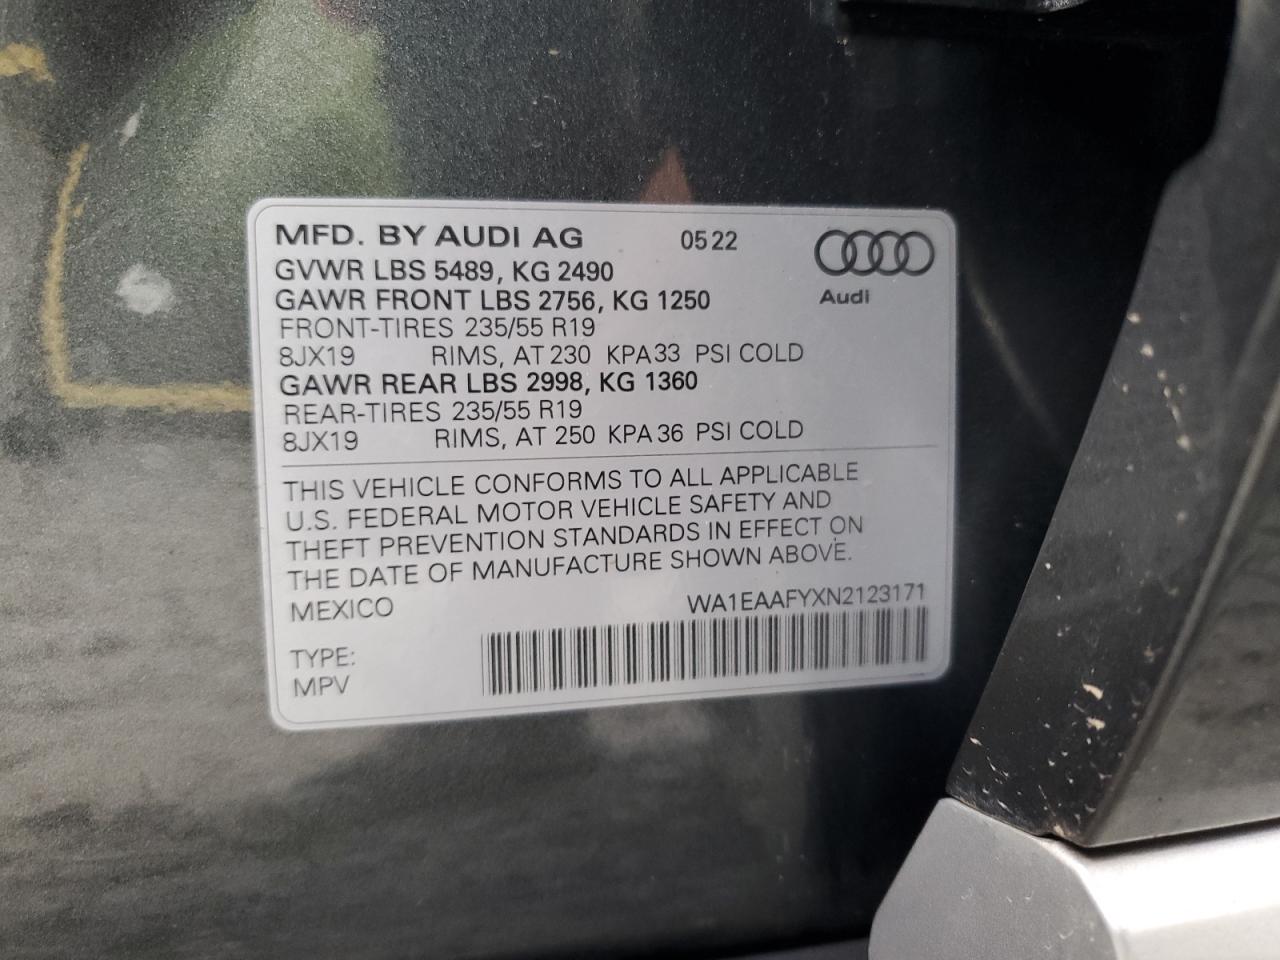 MFD. BY AUDI AG 0522
GVWR LBS 5489, KG 2490
GAWR FRONT LBS 2756, KG 1250
Audi
FRONT-TIRES 235/55 R19
8JX19 RIMS, AT 230 KPA 33 PSI COLD
GAWR REAR LBS 2998, KG 1360
REAR-TIRES 235/55 R19
8JX19 RIMS, AT 250 KPA 36 PSI COLD
THIS VEHICLE CONFORMS TO ALL APPLICABLE
U.S. FEDERAL MOTOR VEHICLE SAFETY AND
THEFT PREVENTION STANDARDS IN EFFECT ON
THE DATE OF MANUFACTURE SHOWN ABOVE.
MEXICO WA1EAAFYXN2123171
TYPE:
MPV